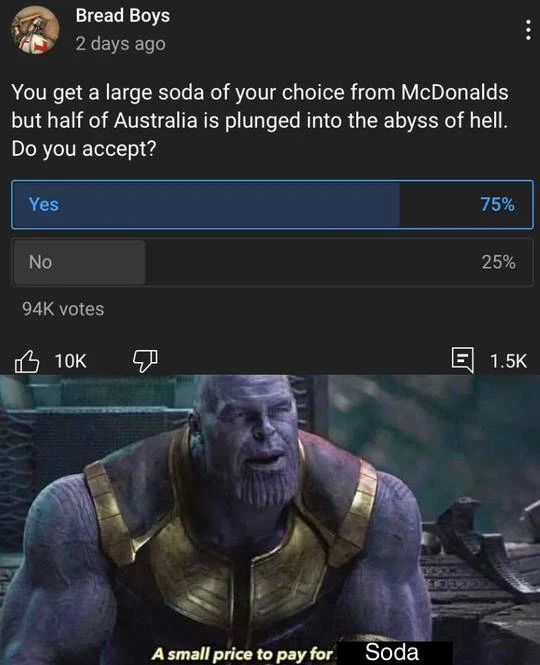 Bread Boys
2 days ago
You get a large soda of your choice from McDonalds
but half of Australia is plunged into the abyss of hell.
Do you accept?
Yes 75%
No 25%
94K votes
10K 1.5K
A small price to pay for Soda